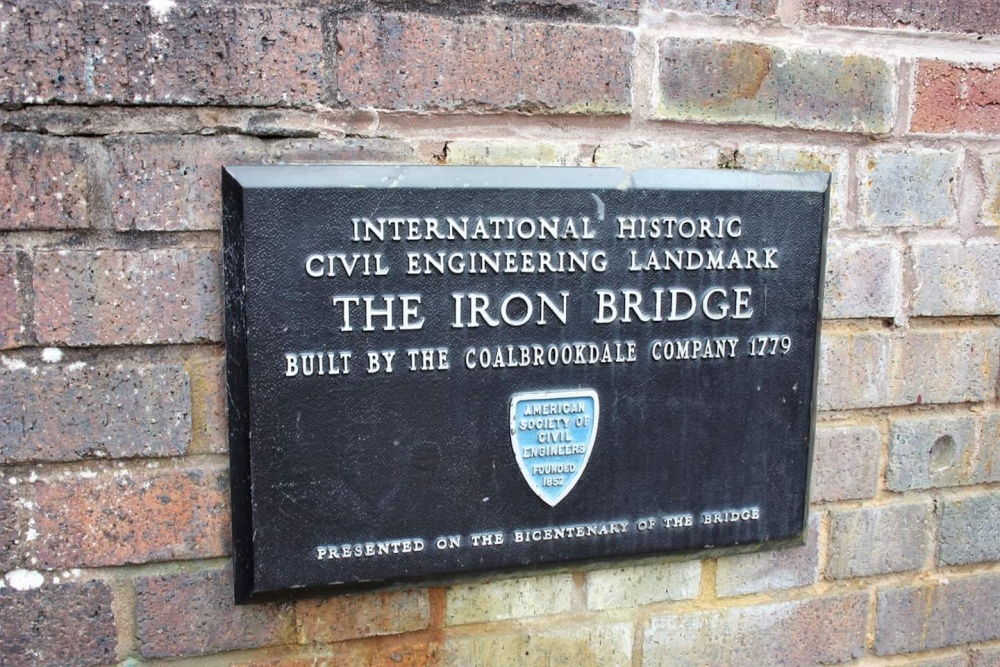 INTERNATIONAL HISTORIC
CIVIL ENGINEERING LANDMARK
THE IRON BRIDGE
BUILT BY THE COALBROOKDALE COMPANY 1779
AMERICAN
SOCIETY OF
CIVIL
ENGINEERS
FOUNDED
1852
PRESENTED ON THE BICENTENARY OF THE BRIDGE